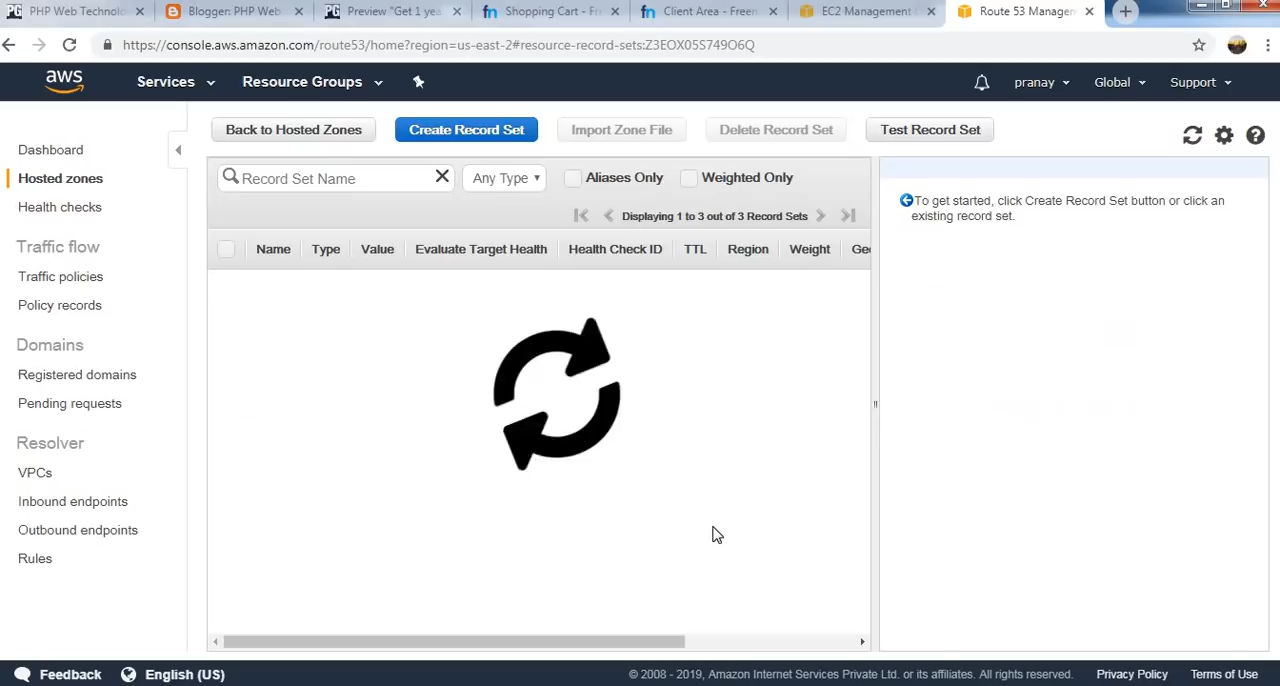 PHP Web Technolo
Blogger: PHP Web
Preview "Get 1 yea
Shopping Cart - Fre
Client Area - Freen
EC2 Management
Route 53 Managem
https://console.aws.amazon.com/route53/home?region=us-east-2#resource-record-sets:Z3EOX05S749O6Q
aws
Services
Resource Groups
pranay
Global
Support
Dashboard
Hosted zones
Health checks
Traffic flow
Traffic policies
Policy records
Domains
Registered domains
Pending requests
Resolver
VPCs
Inbound endpoints
Outbound endpoints
Rules
Back to Hosted Zones
Create Record Set
Import Zone File
Delete Record Set
Test Record Set
Record Set Name
Any Type
Aliases Only
Weighted Only
Displaying 1 to 3 out of 3 Record Sets
Name
Type
Value
Evaluate Target Health
Health Check ID
TTL
Region
Weight
Geo
To get started, click Create Record Set button or click an
existing record set.
Feedback
English (US)
© 2008 - 2019, Amazon Internet Services Private Ltd. or its affiliates. All rights reserved.
Privacy Policy
Terms of Use